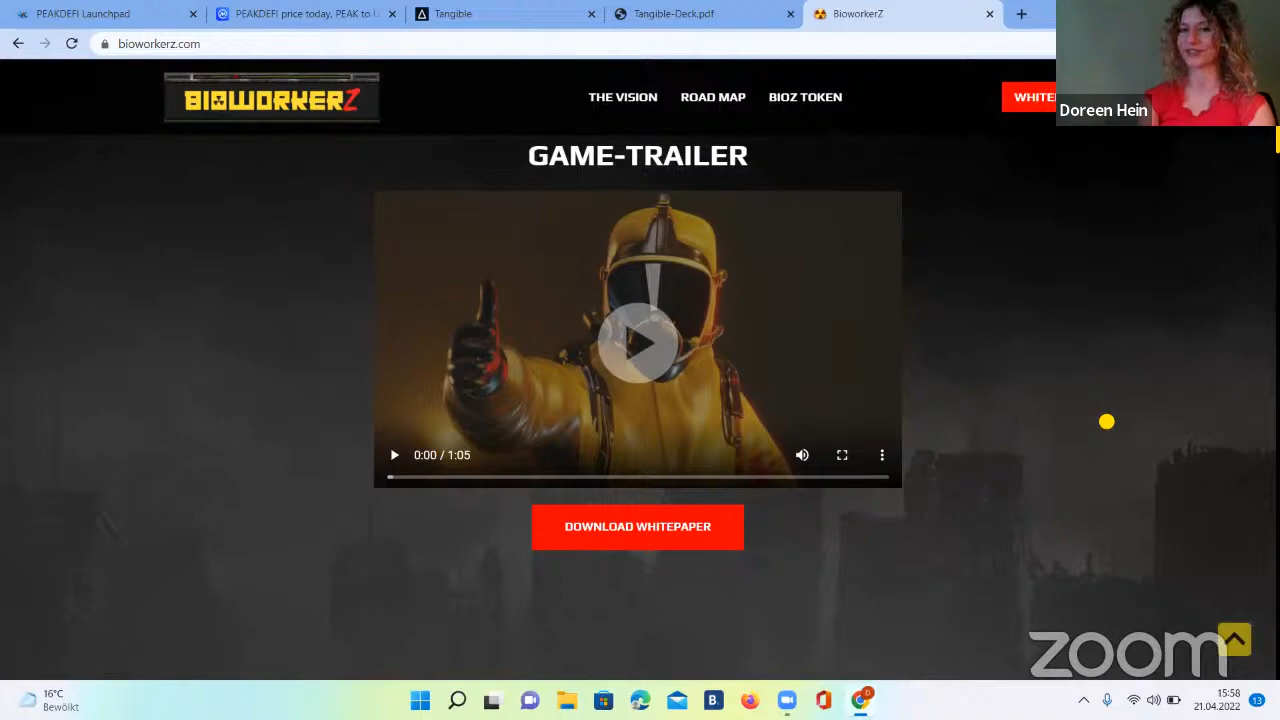 PEAKDEFI Launchpad
PEAKDEFI price today, PEAK to U
Tangible
Tangible-Deck.pdf
BioworkerZ
bioworkerz.com
BIOWORKERZ
THE VISION
ROAD MAP
BIOZ TOKEN
Doreen Hein
GAME-TRAILER
0:00 / 1:05
DOWNLOAD WHITEPAPER
zoom
16°C
Bewölkt
B.
D
15:58
21.04.2022
13